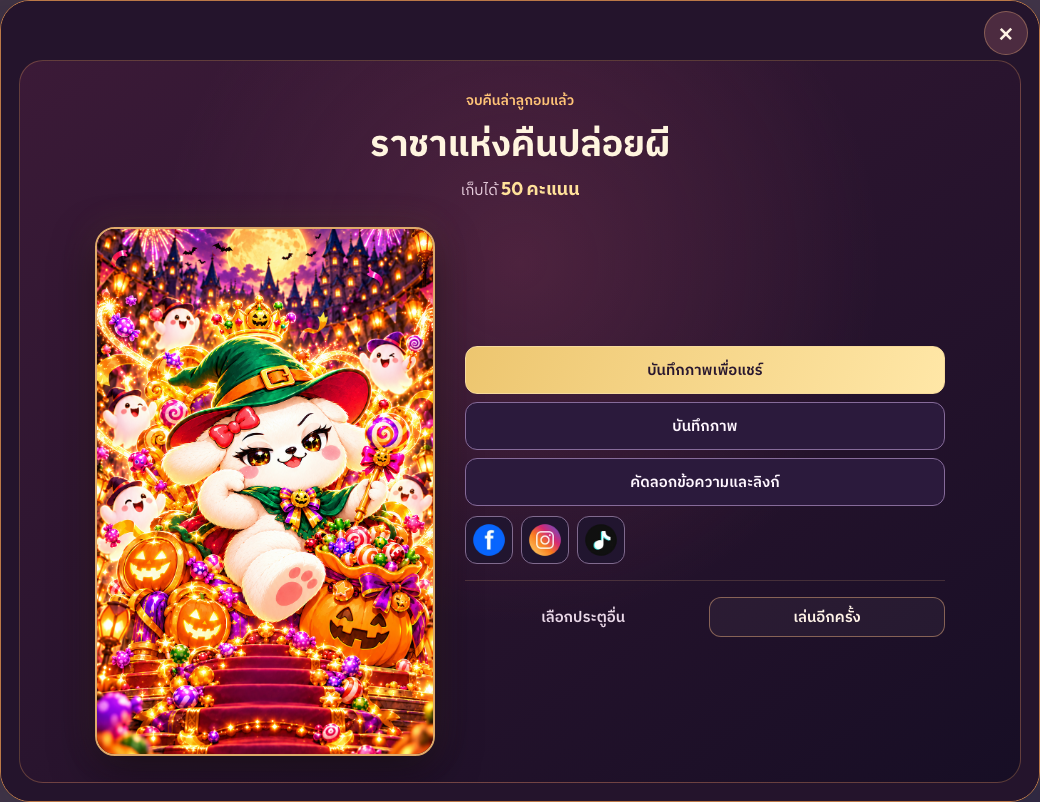 จบคืนล่าลูกอมแล้ว
ราชาแห่งคืนปล่อยผี
เก็บได้ 50 คะแนน
บันทึกภาพเพื่อแชร์
บันทึกภาพ
คัดลอกข้อความและลิงก์
เลือกประตูอื่น
เล่นอีกครั้ง